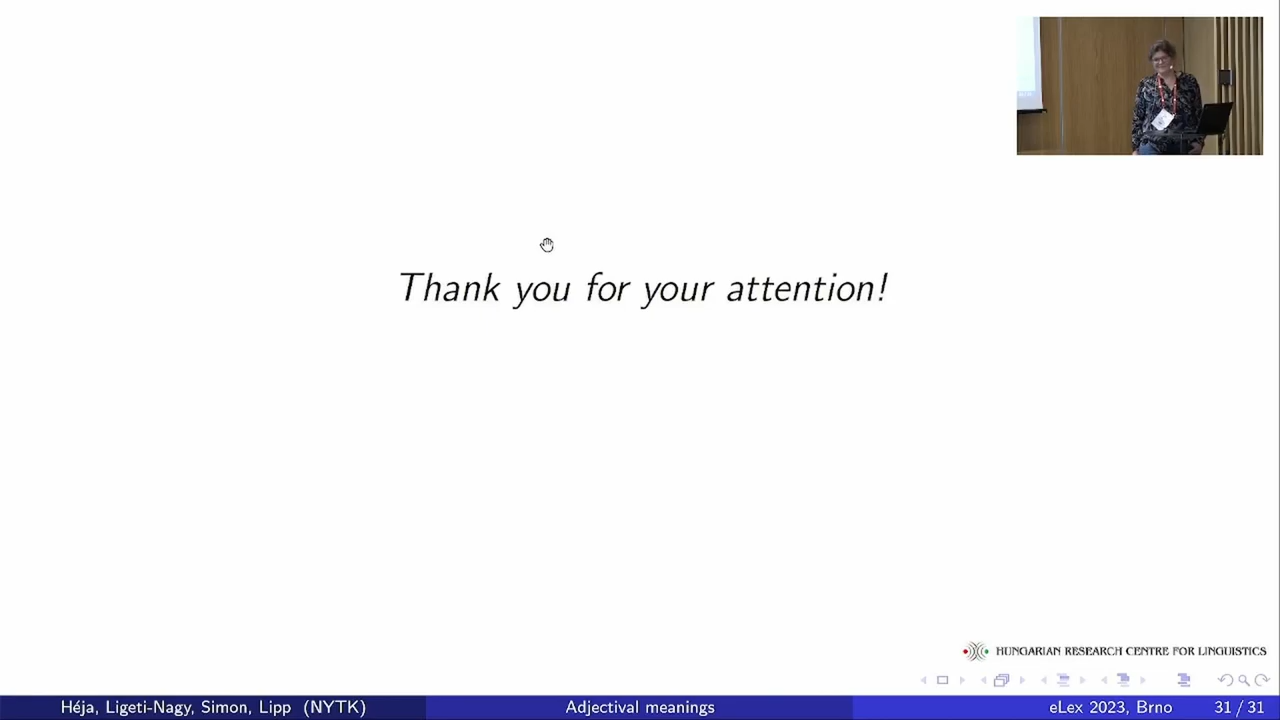 Thank you for your attention!
HUNGARIAN RESEARCH CENTRE FOR LINGUISTICS
Héja, Ligeti-Nagy, Simon, Lipp (NYTK) Adjectival meanings eLex 2023, Brno 31 / 31